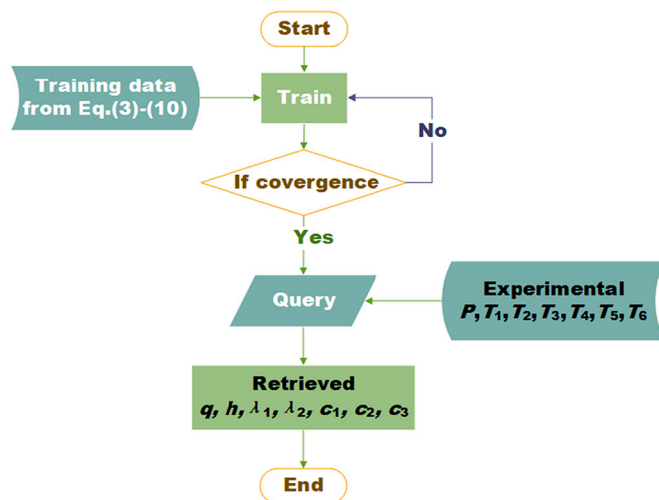 Start
Training data
from Eq.(3)-(10)
Train
No
If covergence
Yes
Query
Experimental
P, T₁, T₂, T₃, T₄, T₅, T₆
Retrieved
q, h, λ₁, λ₂, c₁, c₂, c₃
End